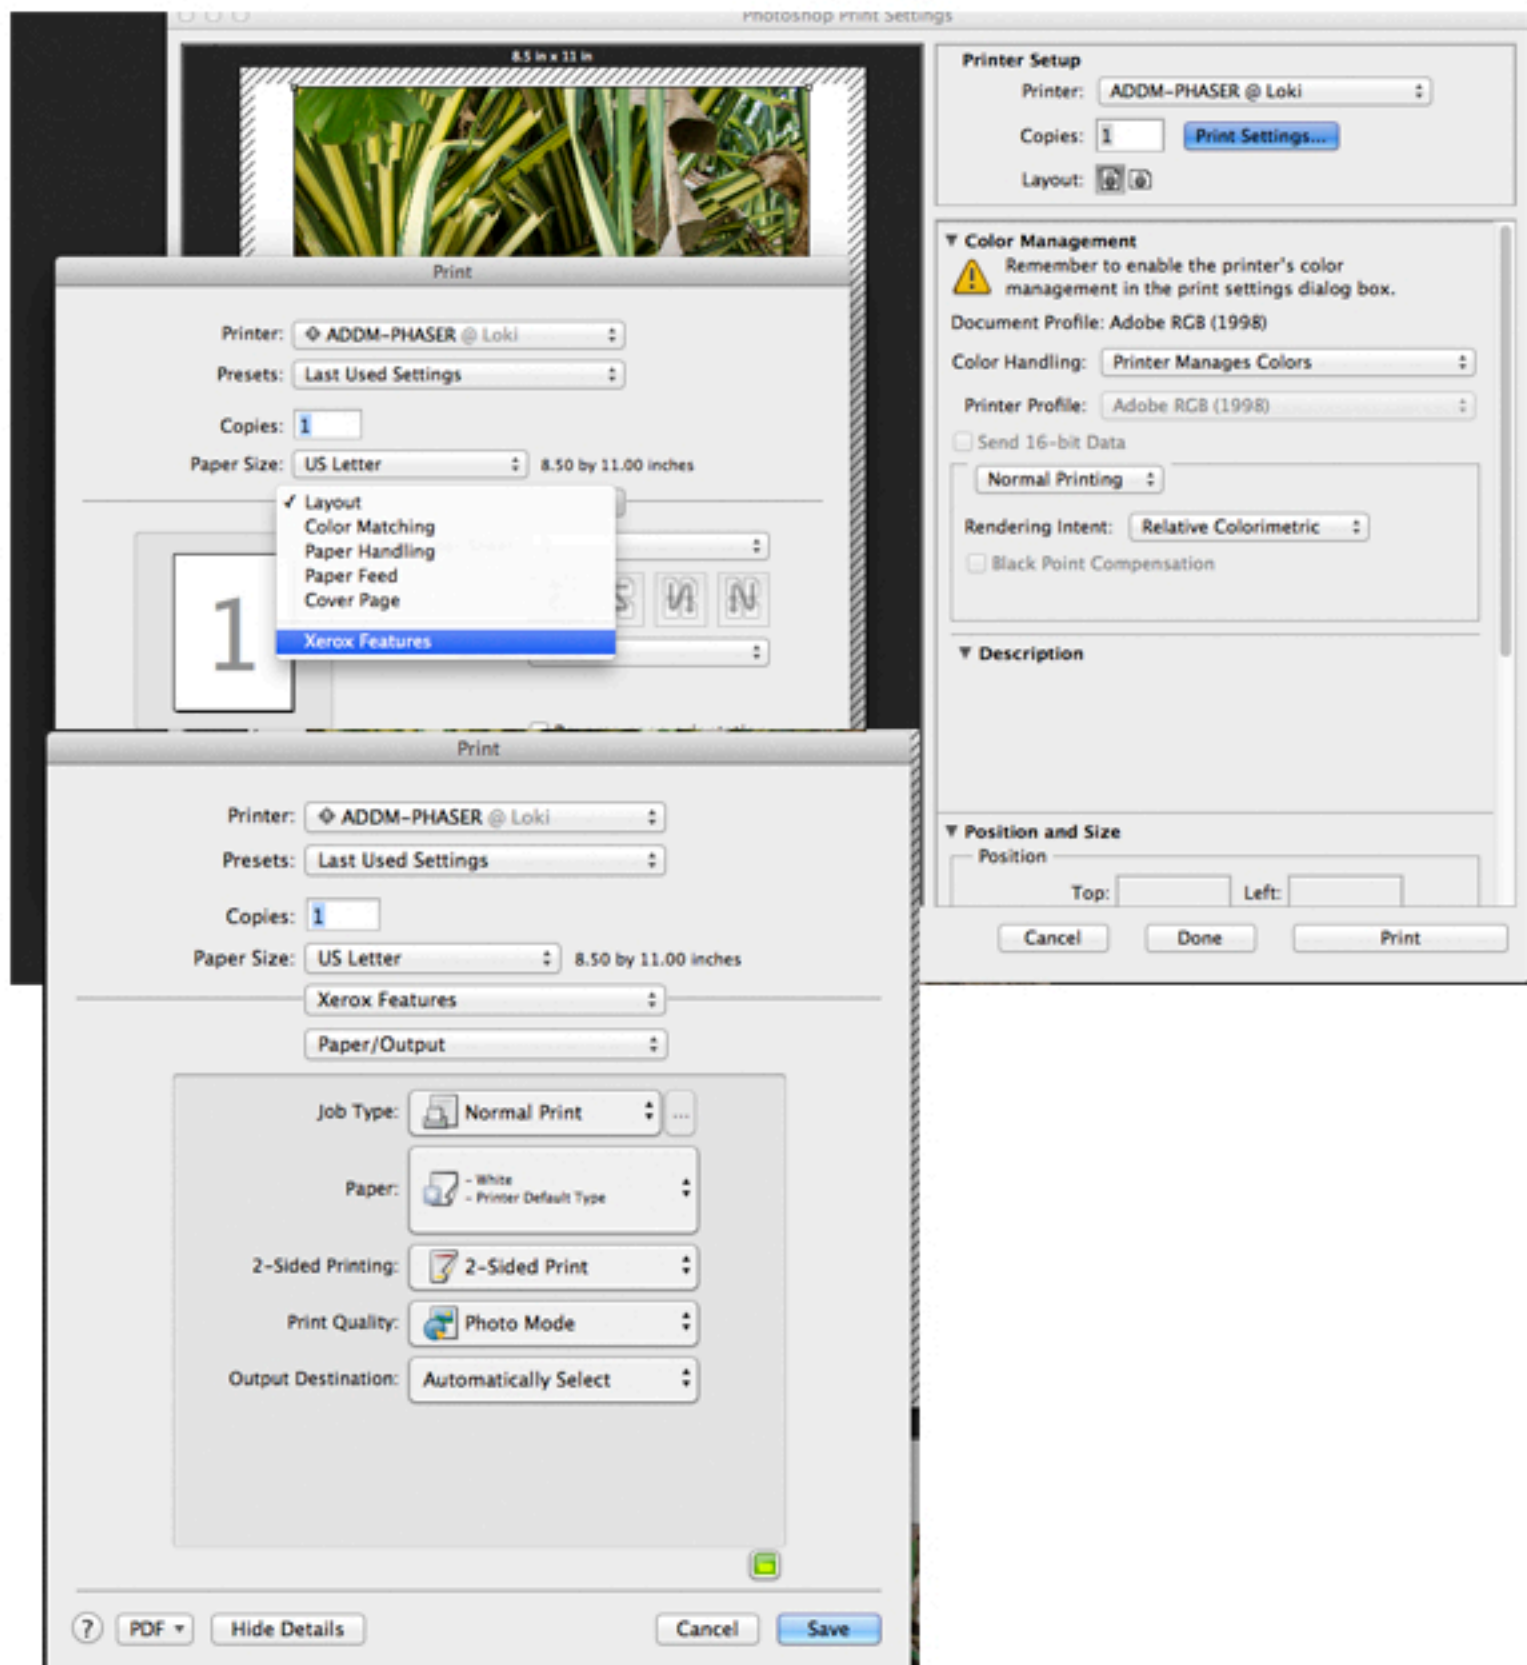 Photoshop Print Settings
8.5 in x 11 in
Printer Setup
Printer: ADDM-PHASER @ Loki
Copies: 1 Print Settings...
Layout:
Color Management
Remember to enable the printer's color
management in the print settings dialog box.
Document Profile: Adobe RGB (1998)
Color Handling: Printer Manages Colors
Printer Profile: Adobe RGB (1998)
Send 16-bit Data
Normal Printing
Rendering Intent: Relative Colorimetric
Black Point Compensation
Description
Position and Size
Position
Top: Left:
Cancel Done Print
Print
Printer: ADDM-PHASER @ Loki
Presets: Last Used Settings
Copies: 1
Paper Size: US Letter 8.50 by 11.00 inches
✓ Layout
Color Matching
Paper Handling
Paper Feed
Cover Page
Xerox Features
1
Print
Printer: ADDM-PHASER @ Loki
Presets: Last Used Settings
Copies: 1
Paper Size: US Letter 8.50 by 11.00 inches
Xerox Features
Paper/Output
Job Type: Normal Print ...
Paper: - White
- Printer Default Type
2-Sided Printing: 2-Sided Print
Print Quality: Photo Mode
Output Destination: Automatically Select
? PDF Hide Details Cancel Save